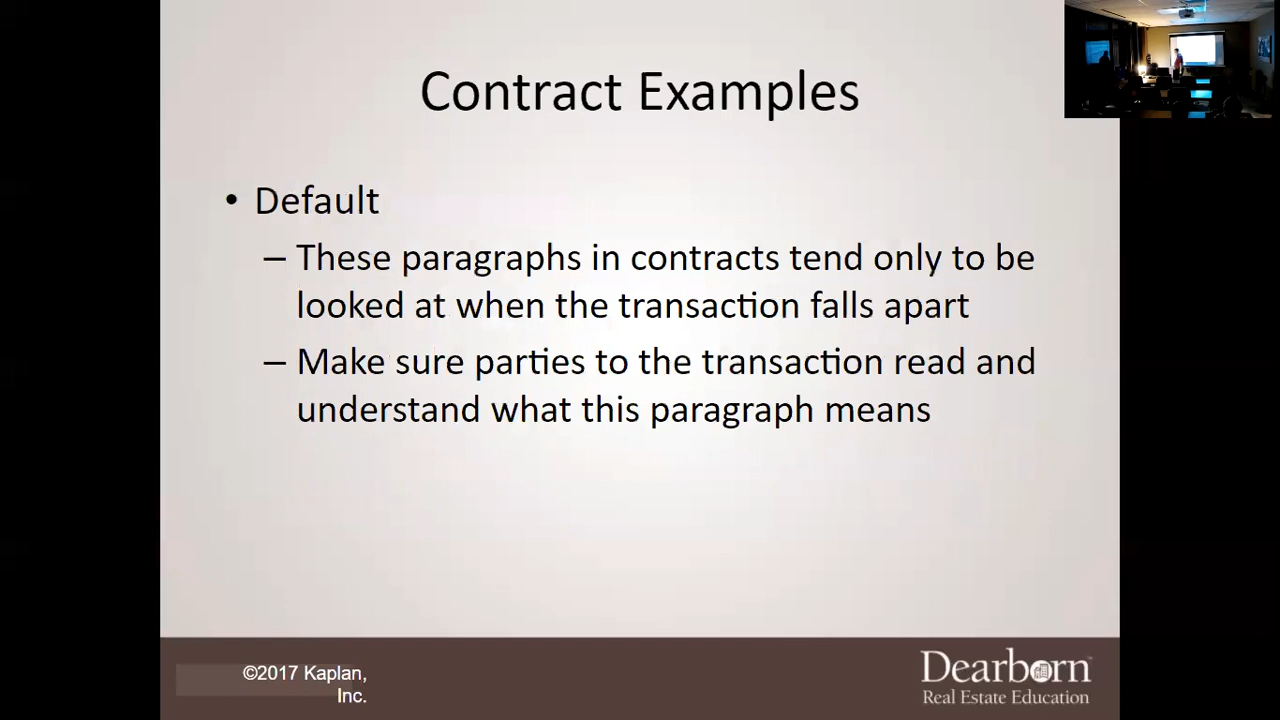 Contract Examples
• Default
– These paragraphs in contracts tend only to be
looked at when the transaction falls apart
– Make sure parties to the transaction read and
understand what this paragraph means
©2017 Kaplan,
Inc.
Dearborn™
Real Estate Education